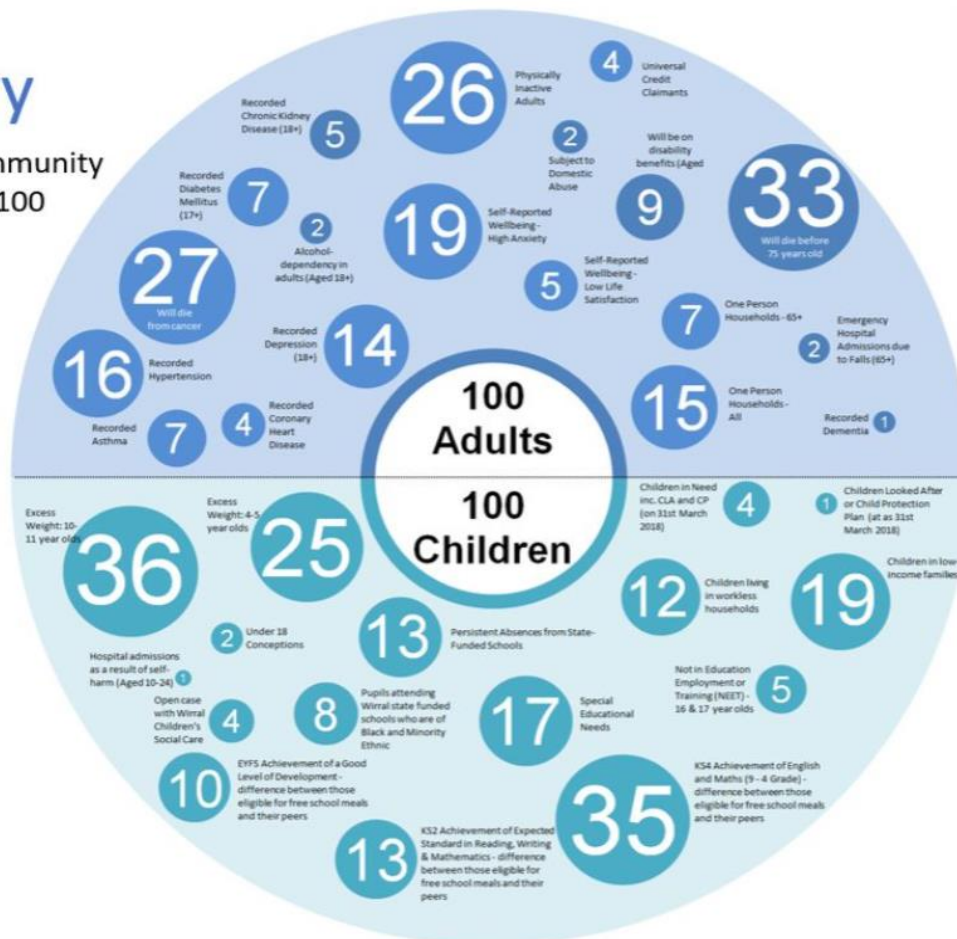 y
mmunity
100
26
Physically
Inactive
Adults
4
Universal
Credit
Claimants
Recorded
Chronic Kidney
Disease (18+)
5
2
Subject to
Domestic
Abuse
Will be on
disability
benefits (Aged
9
33
Will die before
75 years old
Recorded
Diabetes
Mellitus
(17+)
7
2
Alcohol-
dependency in
adults (Aged 18+)
19
Self-Reported
Wellbeing -
High Anxiety
5
Self-Reported
Wellbeing -
Low Life
Satisfaction
27
Will die
from cancer
7
One Person
Households - 65+
2
Emergency
Hospital
Admissions due
to Falls (65+)
Recorded
Depression
(18+)
14
16
Recorded
Hypertension
15
One Person
Households -
All
Recorded
Dementia
1
Recorded
Asthma
7
4
Recorded
Coronary
Heart
Disease
100
Adults
100
Children
Excess
Weight: 10-
11 year olds
36
Excess
Weight: 4-5
year olds
25
Children in Need
inc. CLA and CP
(on 31st March
2018)
4
1
Children Looked After
or Child Protection
Plan (at as 31st
March 2018)
12
Children living
in workless
households
19
Children in low-
income families
2
Under 18
Conceptions
13
Persistent Absences from State-
Funded Schools
Hospital admissions
as a result of self-
harm (Aged 10-24)
1
Not in Education
Employment or
Training (NEET) -
16 & 17 year olds
5
Open case
with Wirral
Children's
Social Care
4
8
Pupils attending
Wirral state funded
schools who are of
Black and Minority
Ethnic
17
Special
Educational
Needs
10
EYFS Achievement of a Good
Level of Development -
difference between those
eligible for free school meals
and their peers
35
KS4 Achievement of English
and Maths (9 - 4 Grade) -
difference between those
eligible for free school meals
and their peers
13
KS2 Achievement of Expected
Standard in Reading, Writing
& Mathematics - difference
between those eligible for
free school meals and their
peers